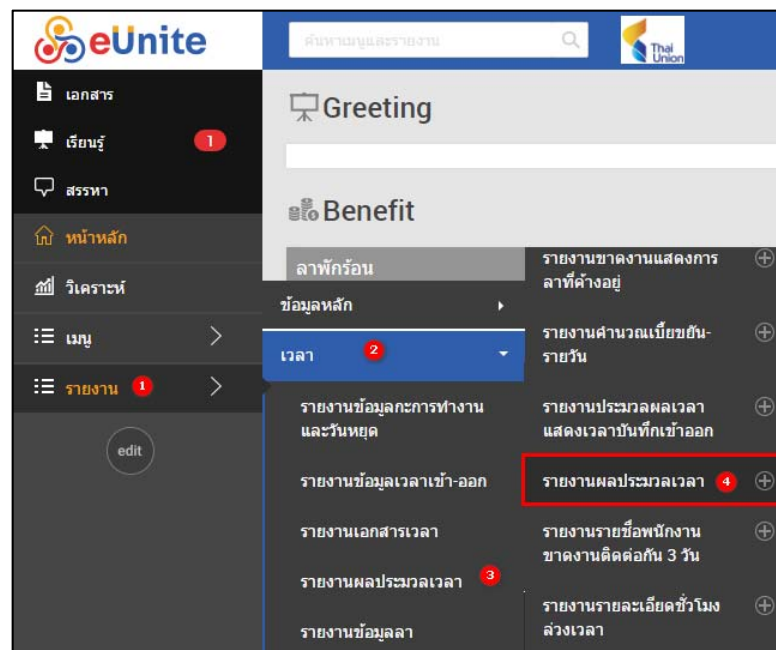 eUnite
ค้นหาเมนูและรายงาน
Thai
Union
เอกสาร
เรียนรู้
1
สรรหา
หน้าหลัก
วิเคราะห์
เมนู
รายงาน 1
edit
Greeting
Benefit
ลาพักร้อน
ข้อมูลหลัก
เวลา 2
รายงานข้อมูลกะการทำงาน
และวันหยุด
รายงานข้อมูลเวลาเข้า-ออก
รายงานเอกสารเวลา
รายงานผลประมวลเวลา 3
รายงานข้อมูลลา
รายงานขาดงานแสดงการ
ลาที่ค้างอยู่
รายงานคำนวณเบี้ยขยัน-
รายวัน
รายงานประมวลผลเวลา
แสดงเวลาบันทึกเข้าออก
รายงานผลประมวลเวลา 4
รายงานรายชื่อพนักงาน
ขาดงานติดต่อกัน 3 วัน
รายงานรายละเอียดชั่วโมง
ล่วงเวลา